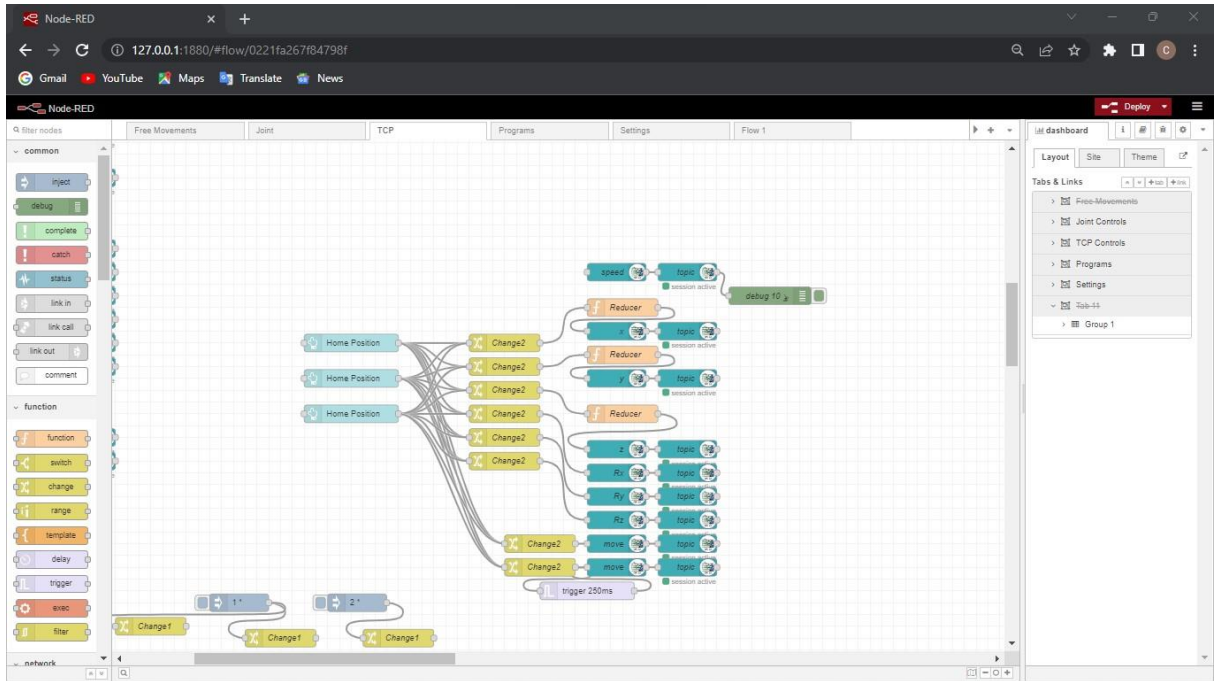 Node-RED
127.0.0.1:1880/#flow/0221fa267f84798f
C
Gmail YouTube Maps Translate News
Node-RED Deploy
filter nodes Free Movements Joint TCP Programs Settings Flow 1 dashboard i
common
inject
debug
complete
catch
status
link in
link call
link out
comment
function
function
switch
change
range
template
delay
trigger
exec
filter
network
speed topic
session active
debug 10
Reducer
Home Position Change2 x topic
session active
Change2 Reducer
Home Position y topic
Change2 session active
Home Position Change2 Reducer
Change2
z topic
Change2
Rx topic
Ry topic
Rz topic
Change2 move topic
Change2 move topic
session active
trigger 250ms
1 2
Change1 Change1 Change1
Layout Site Theme
Tabs & Links +tab +link
Free Movements
Joint Controls
TCP Controls
Programs
Settings
Tab 11
Group 1